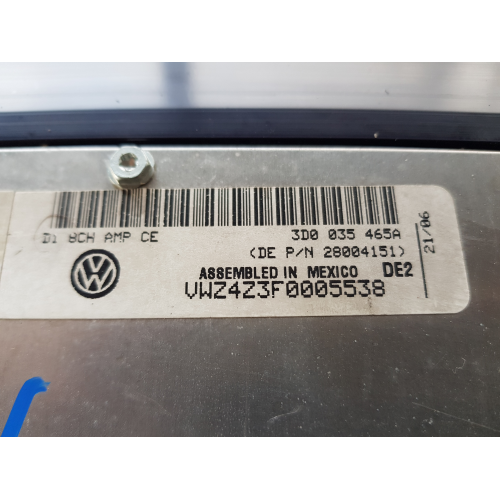 D1 8CH AMP CE 3D0 035 465A
(DE P/N 28004151)
21/06
ASSEMBLED IN MEXICO DE2
VWZ4Z3F0005538